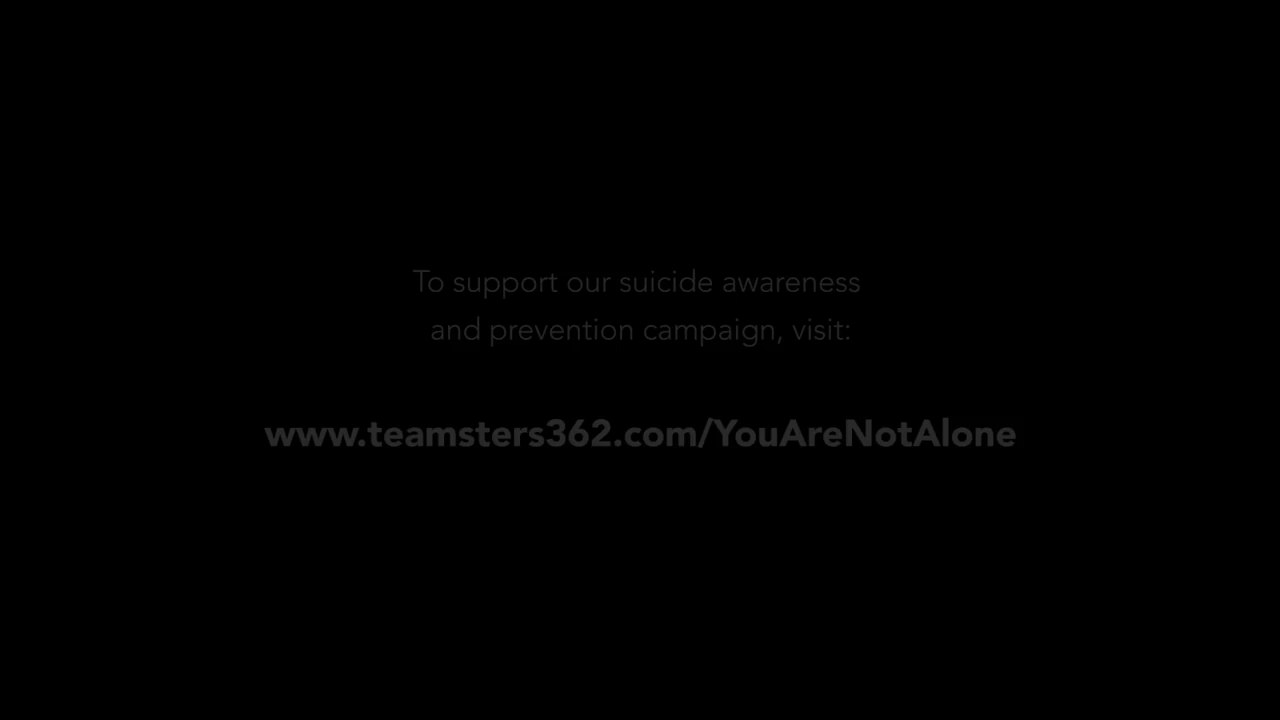 To support our suicide awareness
and prevention campaign, visit:
www.teamsters362.com/YouAreNotAlone